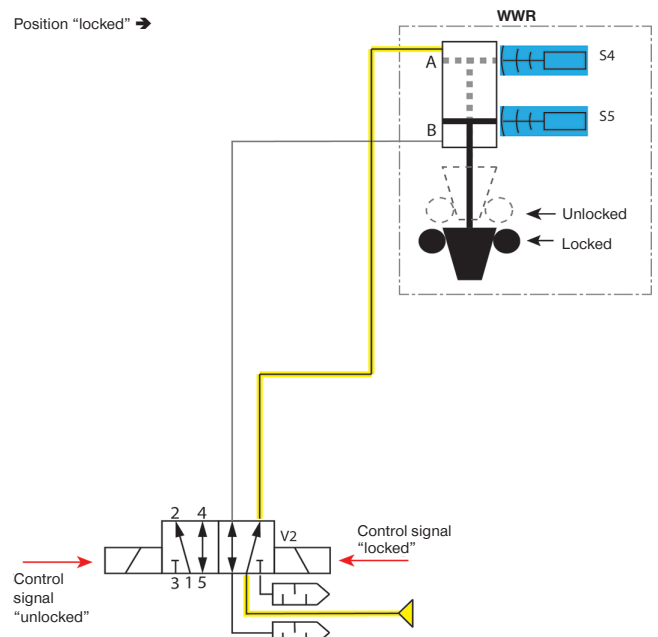 Position “locked” ➔
WWR
A
S4
B
S5
Unlocked
Locked
2 4
V2
3 1 5
Control signal
“locked”
Control
signal
“unlocked”